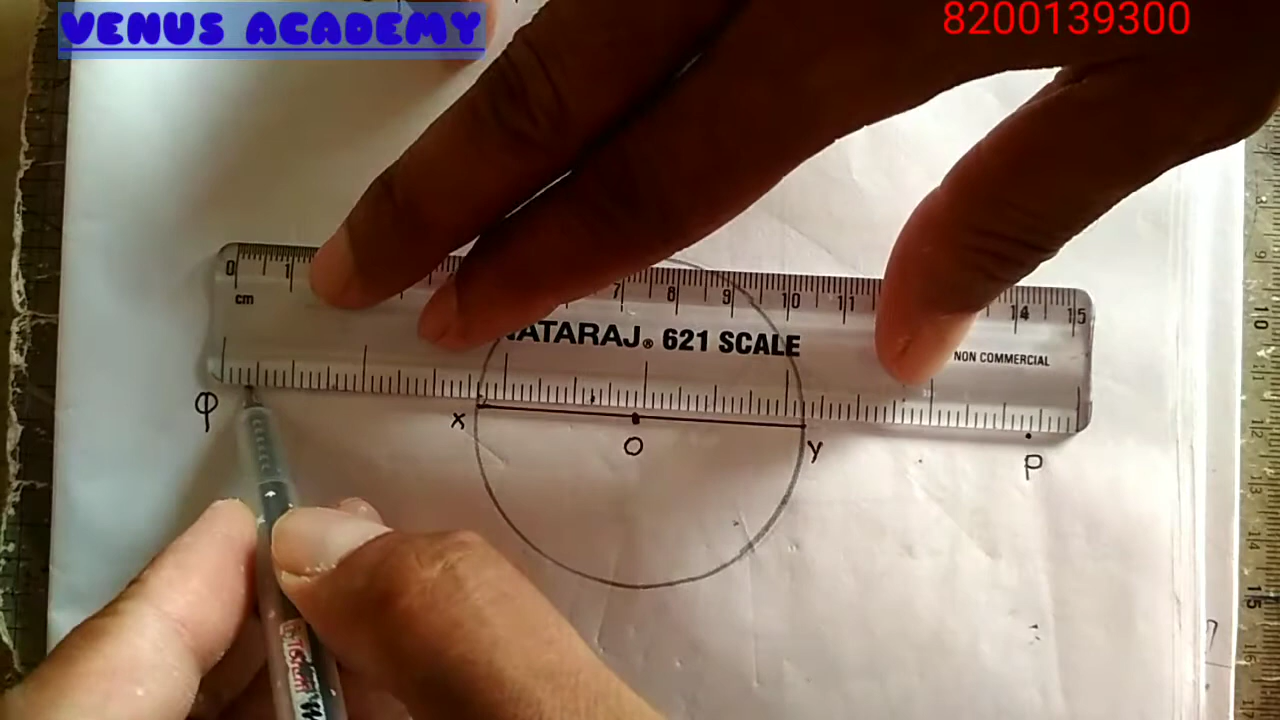 VENUS ACADEMY
8200139300
0 1 7 8 9 10 11 14 15
cm
NATARAJ® 621 SCALE
NON COMMERCIAL
φ
x
y
O
P